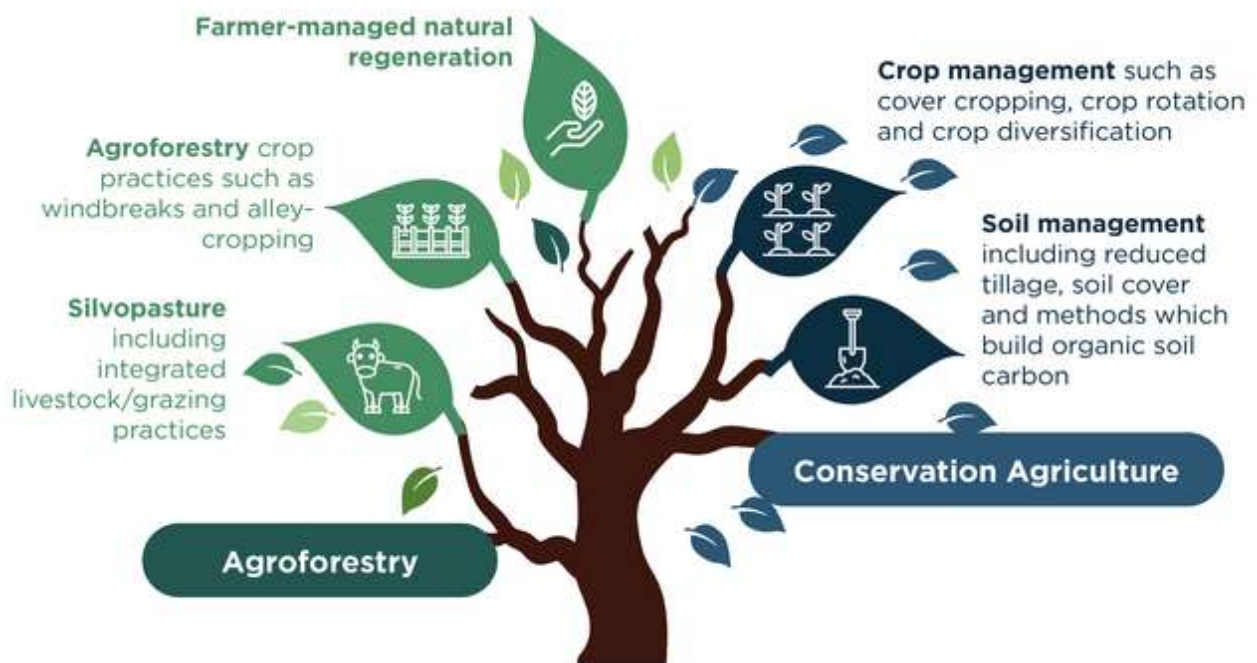 Farmer-managed natural
regeneration
Agroforestry crop
practices such as
windbreaks and alley-
cropping
Silvopasture
including
integrated
livestock/grazing
practices
Agroforestry
Crop management such as
cover cropping, crop rotation
and crop diversification
Soil management
including reduced
tillage, soil cover
and methods which
build organic soil
carbon
Conservation Agriculture